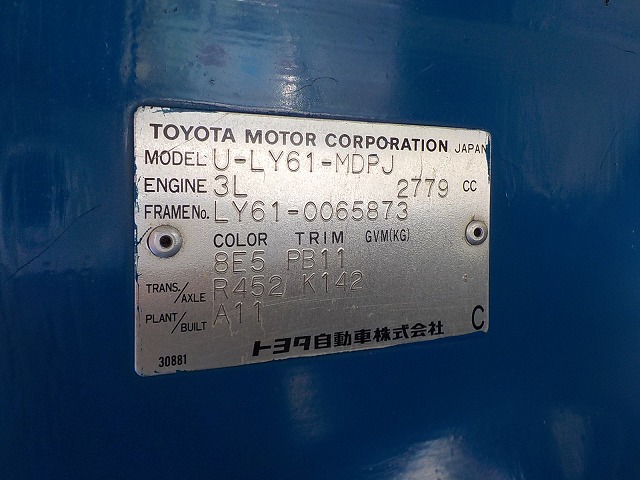 TOYOTA MOTOR CORPORATION JAPAN
MODEL U-LY61-MDPJ
ENGINE 3L 2779 CC
FRAME No. LY61-0065873
COLOR TRIM GVM(KG)
8E5 PB11
TRANS./AXLE R452 K142
PLANT/BUILT A11
トヨタ自動車株式会社 C
30881